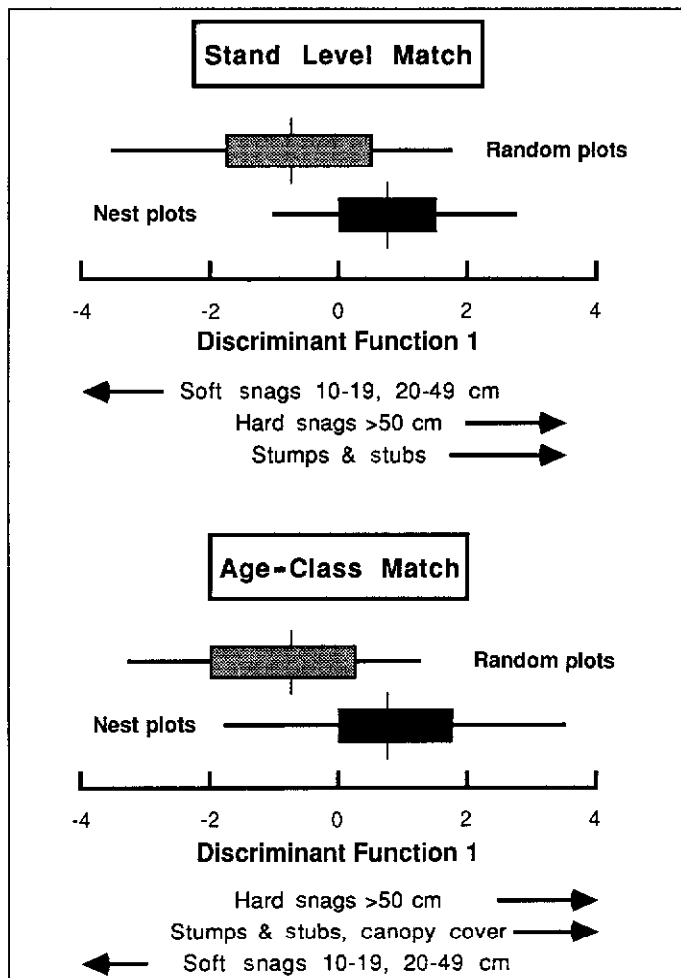 Stand Level Match
Random plots
Nest plots
-4 -2 0 2 4
Discriminant Function 1
Soft snags 10-19, 20-49 cm
Hard snags >50 cm
Stumps & stubs
Age-Class Match
Random plots
Nest plots
-4 -2 0 2 4
Discriminant Function 1
Hard snags >50 cm
Stumps & stubs, canopy cover
Soft snags 10-19, 20-49 cm